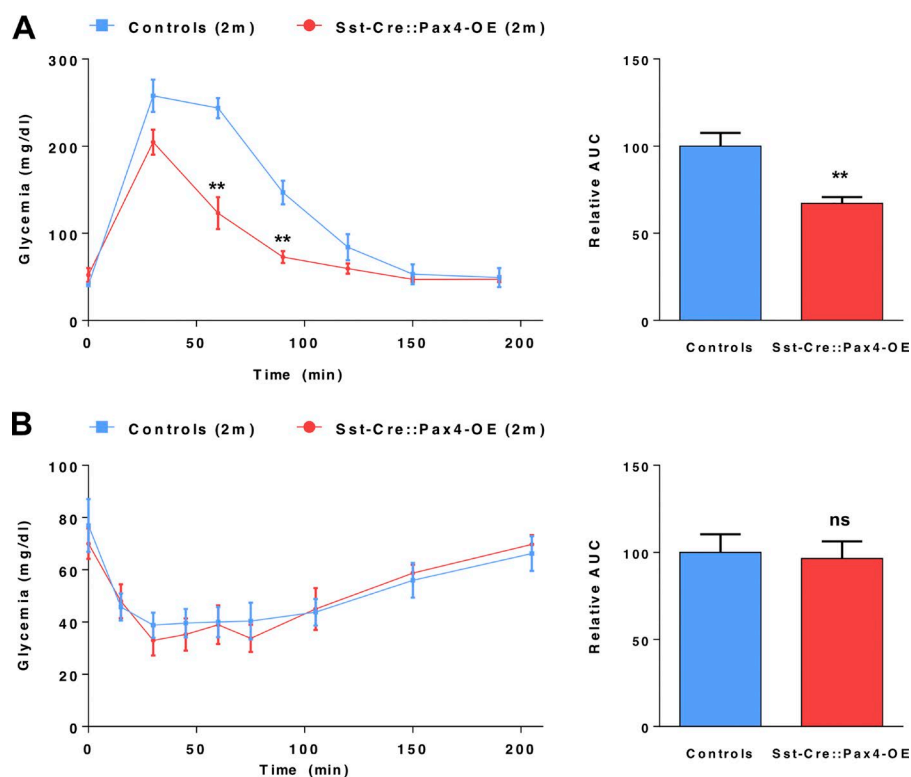 A
Controls (2m) Sst-Cre::Pax4-OE (2m)
Glycemia (mg/dl)
300
200
100
0
0 50 100 150 200
Time (min)
**
**
Relative AUC
150
100
50
0
**
Controls Sst-Cre::Pax4-OE
B
Controls (2m) Sst-Cre::Pax4-OE (2m)
Glycemia (mg/dl)
100
80
60
40
20
0
0 50 100 150 200
Time (min)
Relative AUC
150
100
50
0
ns
Controls Sst-Cre::Pax4-OE